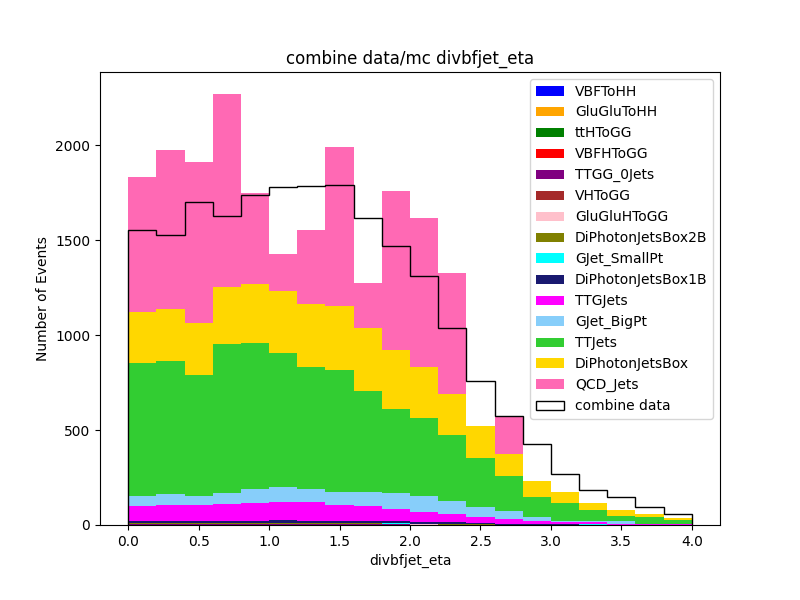 combine data/mc divbfjet_eta
Number of Events
2000
1500
1000
500
0
0.0 0.5 1.0 1.5 2.0 2.5 3.0 3.5 4.0
divbfjet_eta
VBFToHH
GluGluToHH
ttHToGG
VBFHToGG
TTGG_0Jets
VHToGG
GluGluHToGG
DiPhotonJetsBox2B
GJet_SmallPt
DiPhotonJetsBox1B
TTGJets
GJet_BigPt
TTJets
DiPhotonJetsBox
QCD_Jets
combine data